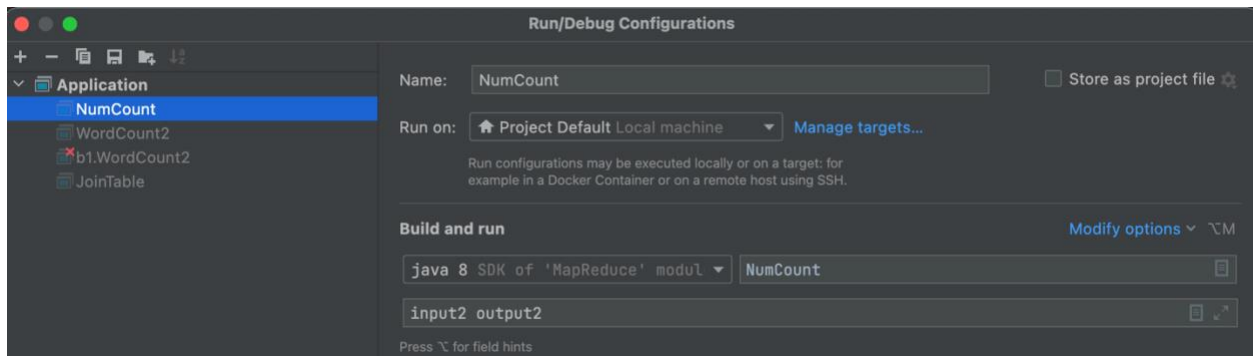 Run/Debug Configurations
Application
NumCount
WordCount2
b1.WordCount2
JoinTable
Name: NumCount Store as project file
Run on: Project Default Local machine Manage targets...
Run configurations may be executed locally or on a target: for
example in a Docker Container or on a remote host using SSH.
Build and run Modify options ⌥M
java 8 SDK of 'MapReduce' modul NumCount
input2 output2
Press ⌥ for field hints